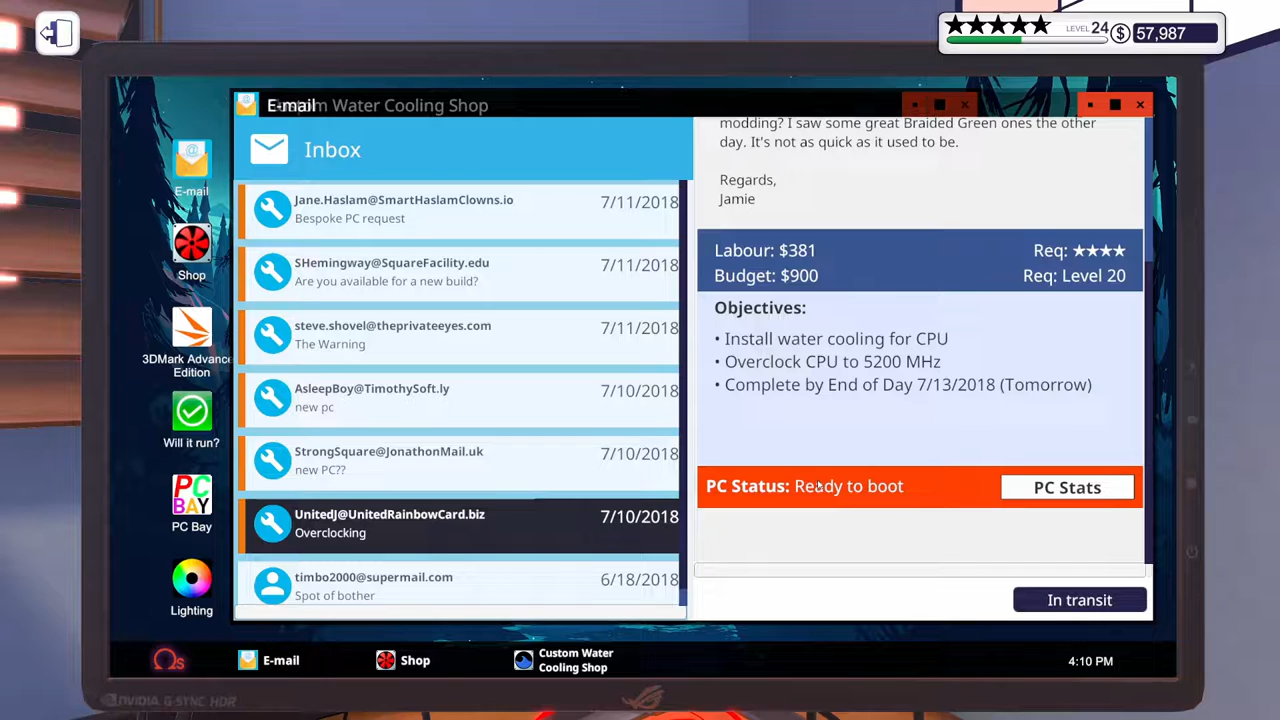 LEVEL 24 $ 57,987
E-mail Water Cooling Shop
Inbox
modding? I saw some great Braided Green ones the other
day. It's not as quick as it used to be.
Regards,
Jamie
Labour: $381 Req: ★★★★
Budget: $900 Req: Level 20
Objectives:
• Install water cooling for CPU
• Overclock CPU to 5200 MHz
• Complete by End of Day 7/13/2018 (Tomorrow)
PC Status: Ready to boot PC Stats
In transit
Jane.Haslam@SmartHaslamClowns.io 7/11/2018
Bespoke PC request
SHemingway@SquareFacility.edu 7/11/2018
Are you available for a new build?
steve.shovel@theprivateeyes.com 7/11/2018
The Warning
AsleepBoy@TimothySoft.ly 7/10/2018
new pc
StrongSquare@JonathonMail.uk 7/10/2018
new PC??
UnitedJ@UnitedRainbowCard.biz 7/10/2018
Overclocking
timbo2000@supermail.com 6/18/2018
Spot of bother
E-mail
Shop
3DMark Advance
Edition
Will it run?
PC
BAY
PC Bay
Lighting
Ωs E-mail Shop Custom Water
Cooling Shop 4:10 PM
NVIDIA G-SYNC HDR